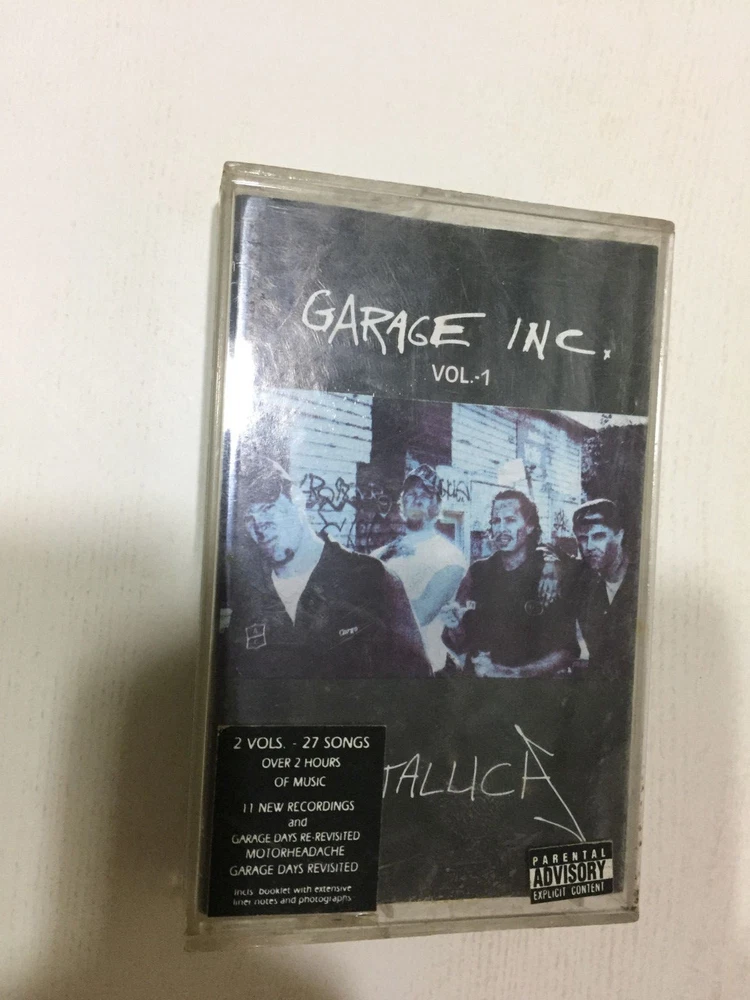 GARAGE INC.
VOL.-1
2 VOLS. - 27 SONGS
OVER 2 HOURS
OF MUSIC
11 NEW RECORDINGS
and
GARAGE DAYS RE-REVISITED
MOTORHEADACHE
GARAGE DAYS REVISITED
Incls booklet with extensive
liner notes and photographs
TALLICA
PARENTAL
ADVISORY
EXPLICIT CONTENT